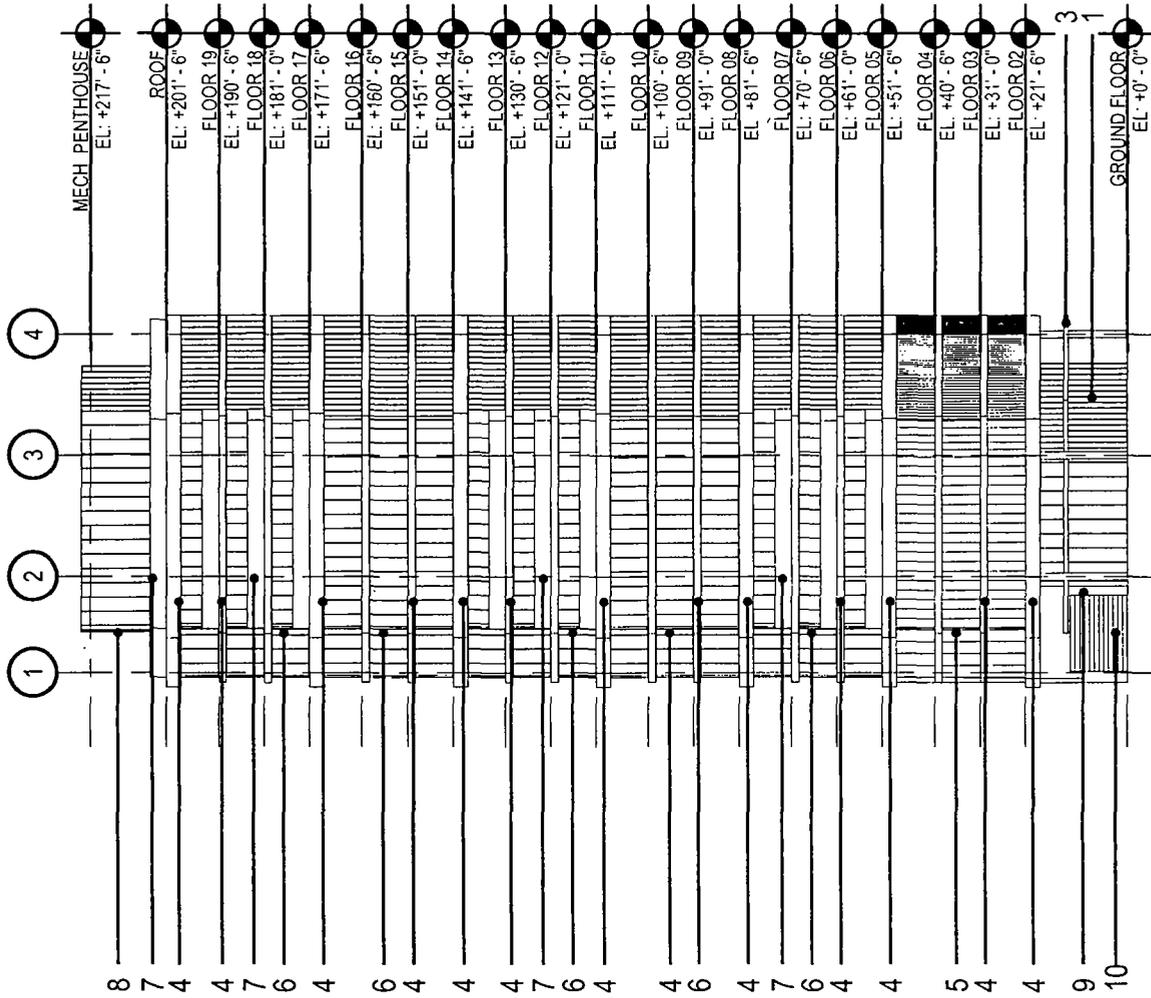 MECH PENTHOUSE
EL: +217' - 6"
ROOF
EL: +201' - 6"
FLOOR 19
EL: +190' - 6"
FLOOR 18
EL: +181' - 0"
FLOOR 17
EL: +171' - 6"
FLOOR 16
EL: +160' - 6"
FLOOR 15
EL: +151' - 0"
FLOOR 14
EL: +141' - 6"
FLOOR 13
EL: +130' - 6"
FLOOR 12
EL: +121' - 0"
FLOOR 11
EL: +111' - 6"
FLOOR 10
EL: +100' - 6"
FLOOR 09
EL: +91' - 0"
FLOOR 08
EL: +81' - 6"
FLOOR 07
EL: +70' - 6"
FLOOR 06
EL: +61' - 0"
FLOOR 05
EL: +51' - 6"
FLOOR 04
EL: +40' - 6"
FLOOR 03
EL: +31' - 0"
FLOOR 02
EL: +21' - 6"
3
1
GROUND FLOOR
EL: +0' - 0"
4
3
2
1
8
7
4
4
7
6
4
6
4
4
4
7
6
4
4
6
4
7
6
4
4
5
4
4
9
10